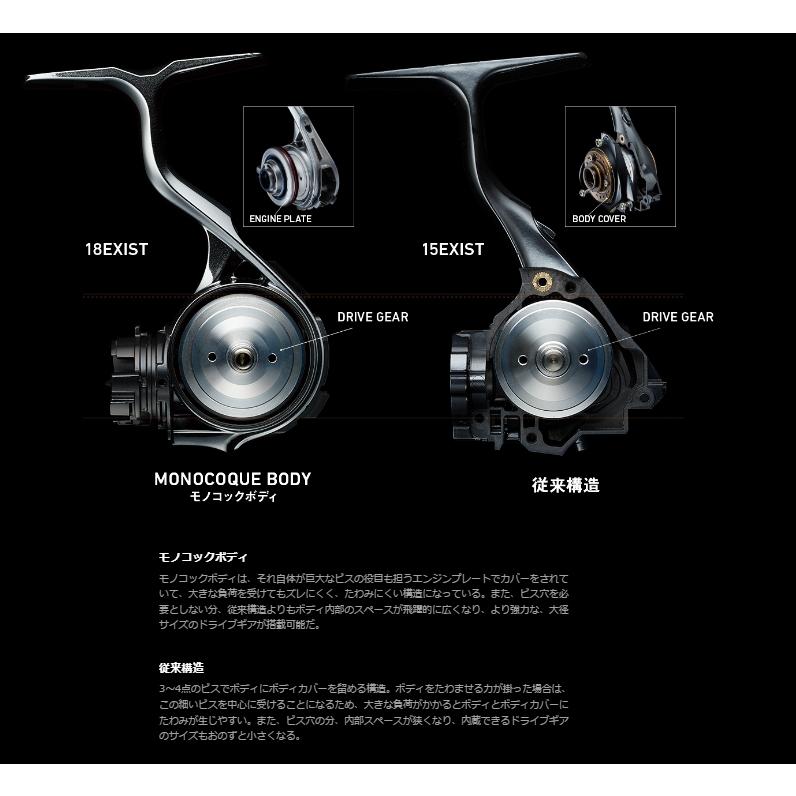 ENGINE PLATE
BODY COVER
18EXIST
15EXIST
DRIVE GEAR
DRIVE GEAR
MONOCOQUE BODY
モノコックボディ
従来構造
モノコックボディ
モノコックボディは、それ自体が巨大なビスの役目も担うエンジンプレートでカバーをされて
いて、大きな負荷を受けてもズレにくく、たわみにくい構造になっている。また、ビス穴を必
要としない分、従来構造よりもボディ内部のスペースが飛躍的に広くなり、より強力な、大径
サイズのドライブギアが搭載可能だ。
従来構造
3〜4点のビスでボディにボディカバーを留める構造。ボディをたわませる力が掛った場合は、
この細いビスを中心に受けることになるため、大きな負荷がかかるとボディとボディカバーに
たわみが生じやすい。また、ビス穴の分、内部スペースが狭くなり、内蔵できるドライブギア
のサイズもおのずと小さくなる。